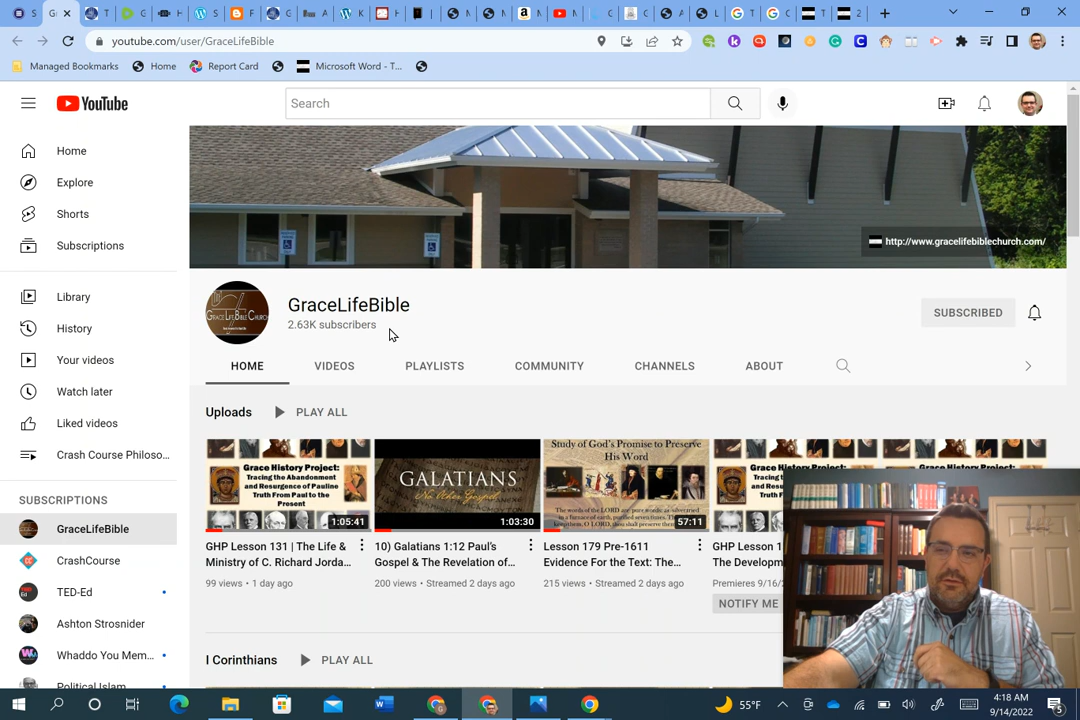 youtube.com/user/GraceLifeBible
Managed Bookmarks
Home
Report Card
Microsoft Word - T...
YouTube
Search
Home
Explore
Shorts
Subscriptions
Library
History
Your videos
Watch later
Liked videos
Crash Course Philoso...
SUBSCRIPTIONS
GraceLifeBible
CrashCourse
TED-Ed
Ashton Strosnider
Whaddo You Mem...
Political Islam
http://www.gracelifebiblechurch.com/
GraceLifeBible
2.63K subscribers
SUBSCRIBED
HOME VIDEOS PLAYLISTS COMMUNITY CHANNELS ABOUT
Uploads PLAY ALL
Grace History Project:
Tracing the Abandonment
and Resurgence of Pauline
Truth From Paul to the
Present
1:05:41
GHP Lesson 131 | The Life &
Ministry of C. Richard Jorda...
99 views • 1 day ago
GALATIANS
No Other Gospel
1:03:30
10) Galatians 1:12 Paul's
Gospel & The Revelation of...
200 views • Streamed 2 days ago
Study of God's Promise to Preserve
His Word
57:11
Lesson 179 Pre-1611
Evidence For the Text: The...
215 views • Streamed 2 days ago
GHP Lesson 1
The Developm
Premieres 9/16/
NOTIFY ME
I Corinthians PLAY ALL
55°F
4:18 AM
9/14/2022
5